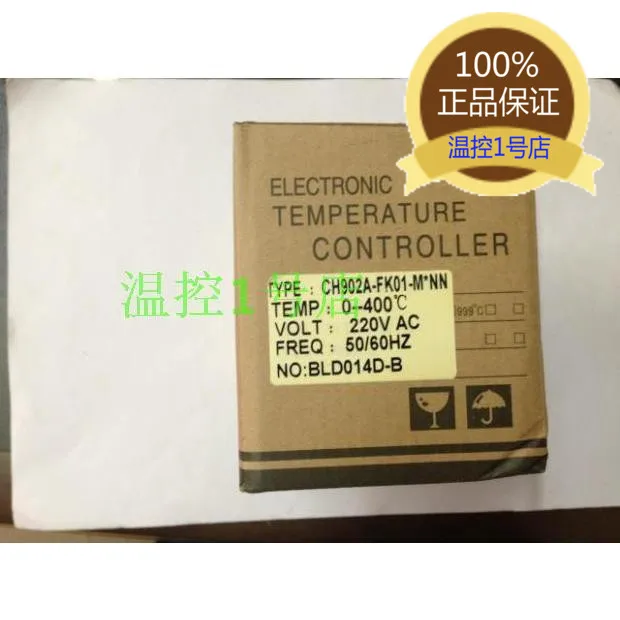 100%
正品保证
温控1号店
ELECTRONIC
TEMPERATURE
CONTROLLER
温控1号店
TYPE: CH902A-FK01-M*NN
TEMP: 0--400℃
VOLT: 220V AC
FREQ: 50/60HZ
NO:BLD014D-B
999°C